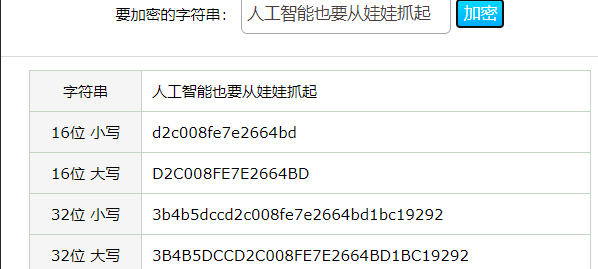 要加密的字符串： 人工智能也要从娃娃抓起 加密
字符串 人工智能也要从娃娃抓起
16位 小写 d2c008fe7e2664bd
16位 大写 D2C008FE7E2664BD
32位 小写 3b4b5dccd2c008fe7e2664bd1bc19292
32位 大写 3B4B5DCCD2C008FE7E2664BD1BC19292